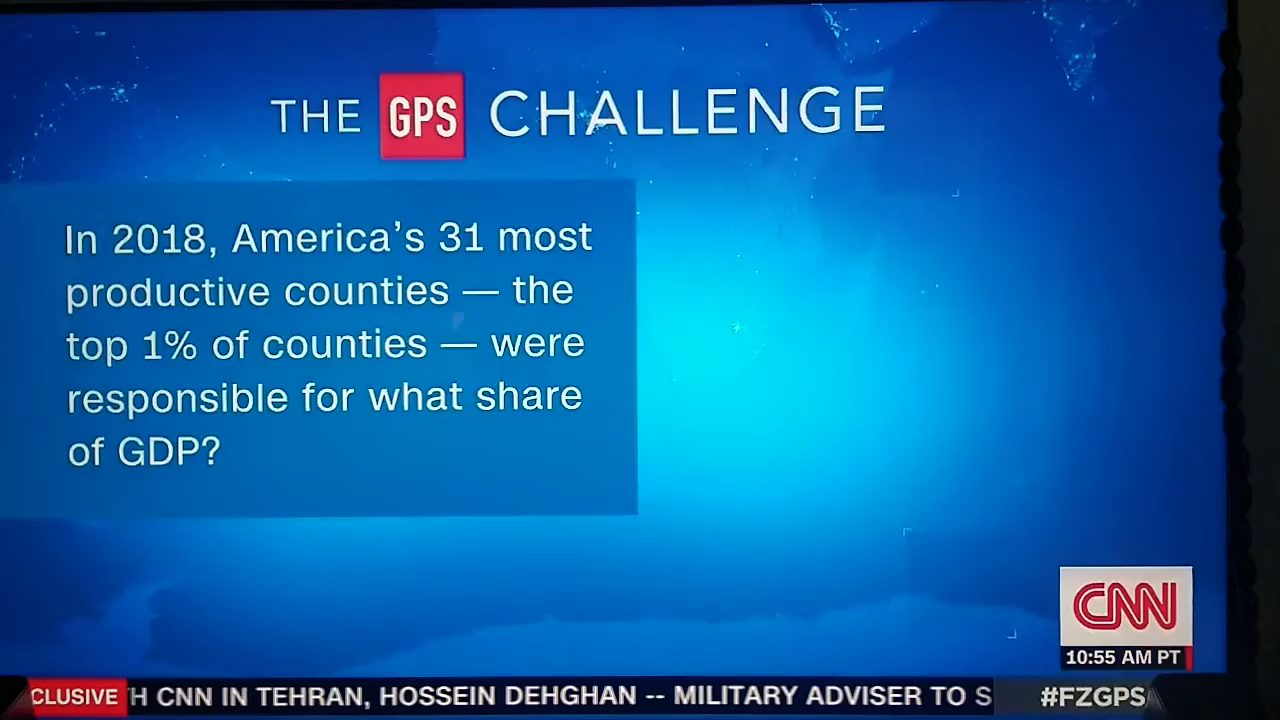 THE GPS CHALLENGE
In 2018, America's 31 most
productive counties — the
top 1% of counties — were
responsible for what share
of GDP?
CNN
10:55 AM PT
CLUSIVE H CNN IN TEHRAN, HOSSEIN DEHGHAN -- MILITARY ADVISER TO S #FZGPS